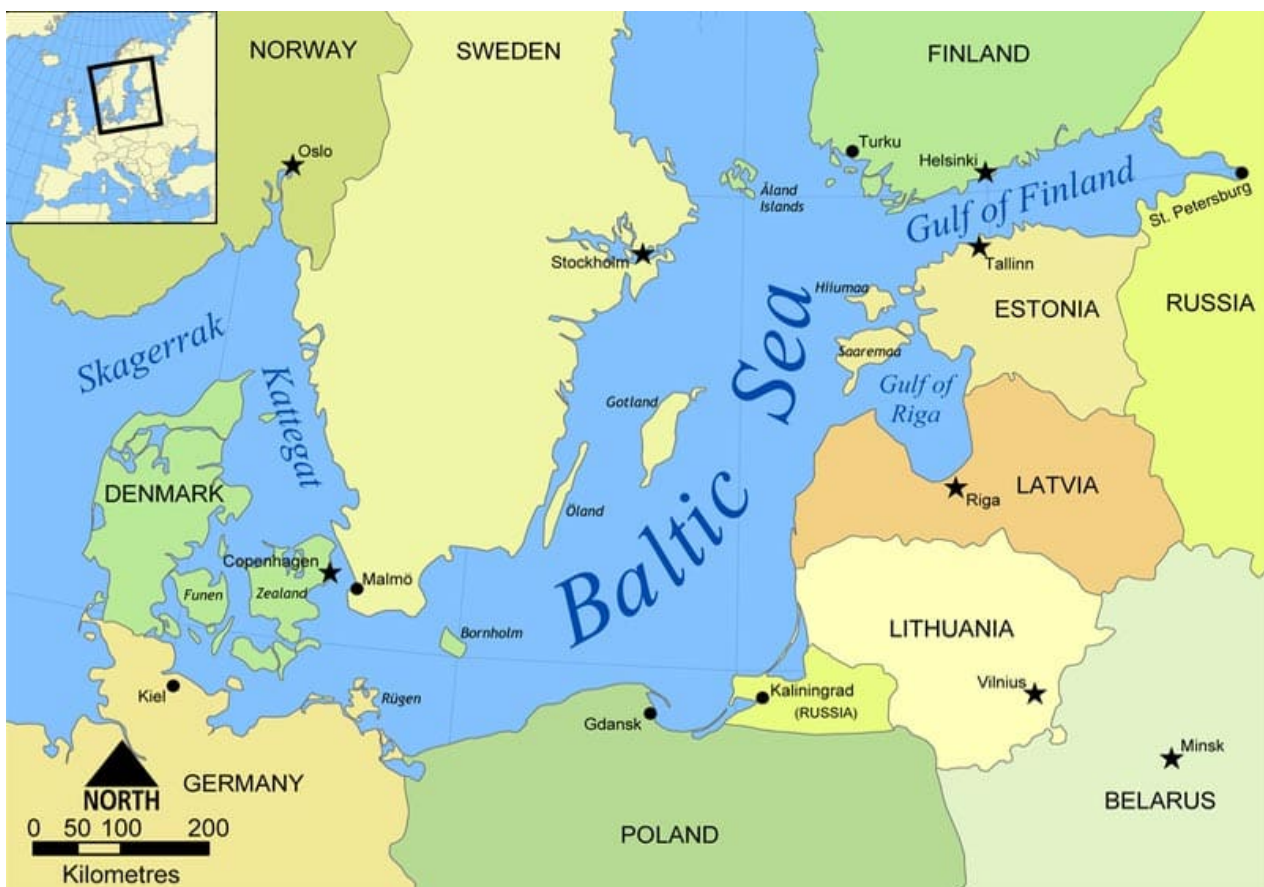 NORWAY
SWEDEN
FINLAND
Oslo
Turku
Helsinki
Åland
Islands
Gulf of Finland
St. Petersburg
Stockholm
Tallinn
Hiiumaa
ESTONIA
RUSSIA
Skagerrak
Kattegat
Saaremaa
Gulf of
Riga
Gotland
Baltic Sea
DENMARK
Öland
Riga
LATVIA
Copenhagen
Malmö
Funen
Zealand
Bornholm
LITHUANIA
Vilnius
Kiel
Rügen
Gdansk
Kaliningrad
(RUSSIA)
Minsk
GERMANY
BELARUS
POLAND
NORTH
0 50 100 200
Kilometres